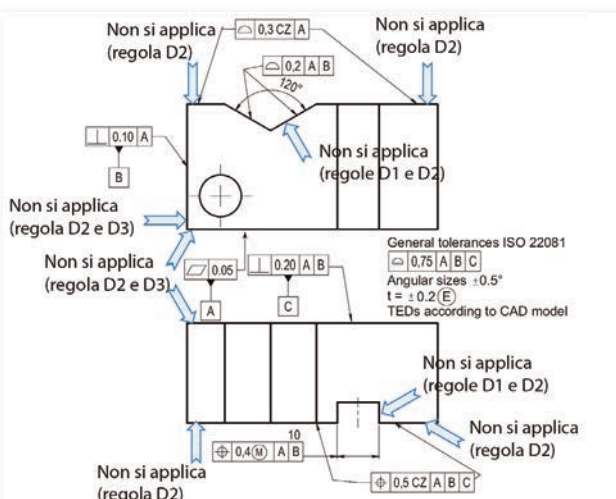 Non si applica
(regola D2)
⌓ 0,3 CZ A
Non si applica
(regola D2)
⌓ 0,2 A B
120°
⊥ 0.10 A
B
Non si applica
(regole D1 e D2)
Non si applica
(regola D2 e D3)
Non si applica
(regola D2 e D3)
⏥ 0.05
A
⊥ 0.20 A B
C
General tolerances ISO 22081
⌓ 0,75 A B C
Angular sizes ±0.5°
t = ±0.2 Ⓔ
TEDs according to CAD model
Non si applica
(regole D1 e D2)
Non si applica
(regola D2)
10
⌖ 0,4 Ⓜ A B
⌖ 0,5 CZ A B C
Non si applica
(regola D2)